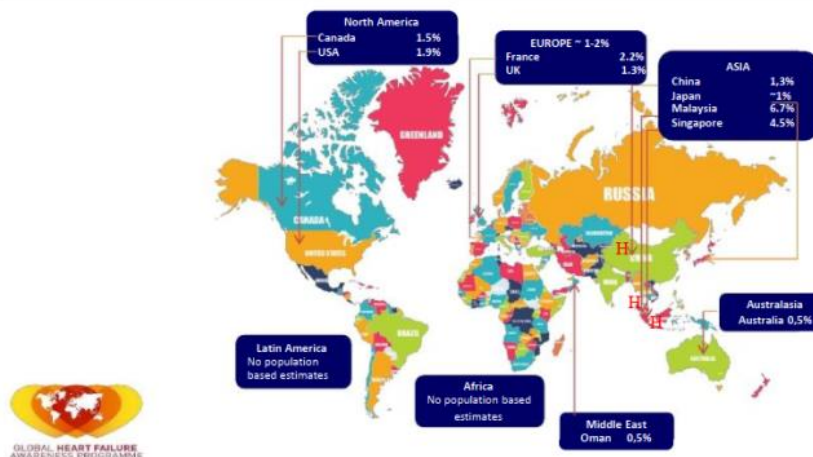 North America
Canada 1.5%
USA 1.9%
EUROPE ~ 1-2%
France 2.2%
UK 1.3%
ASIA
China 1,3%
Japan ~1%
Malaysia 6.7%
Singapore 4.5%
GREENLAND
RUSSIA
CANADA
UNITED STATES
H
H
H
BRAZIL
Latin America
No population
based estimates
Africa
No population based
estimates
Middle East
Oman 0,5%
Australasia
Australia 0,5%
AUSTRALIA
GLOBAL HEART FAILURE
AWARENESS PROGRAMME